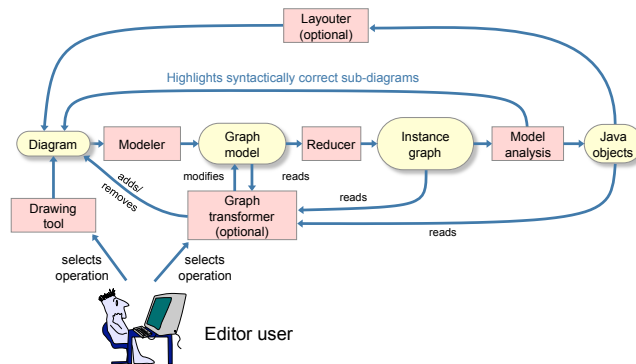 Layouter
(optional)
Highlights syntactically correct sub-diagrams
Diagram
Modeler
Graph
model
Reducer
Instance
graph
Model
analysis
Java
objects
adds/
removes
modifies
reads
reads
reads
Drawing
tool
Graph
transformer
(optional)
selects
operation
selects
operation
Editor user